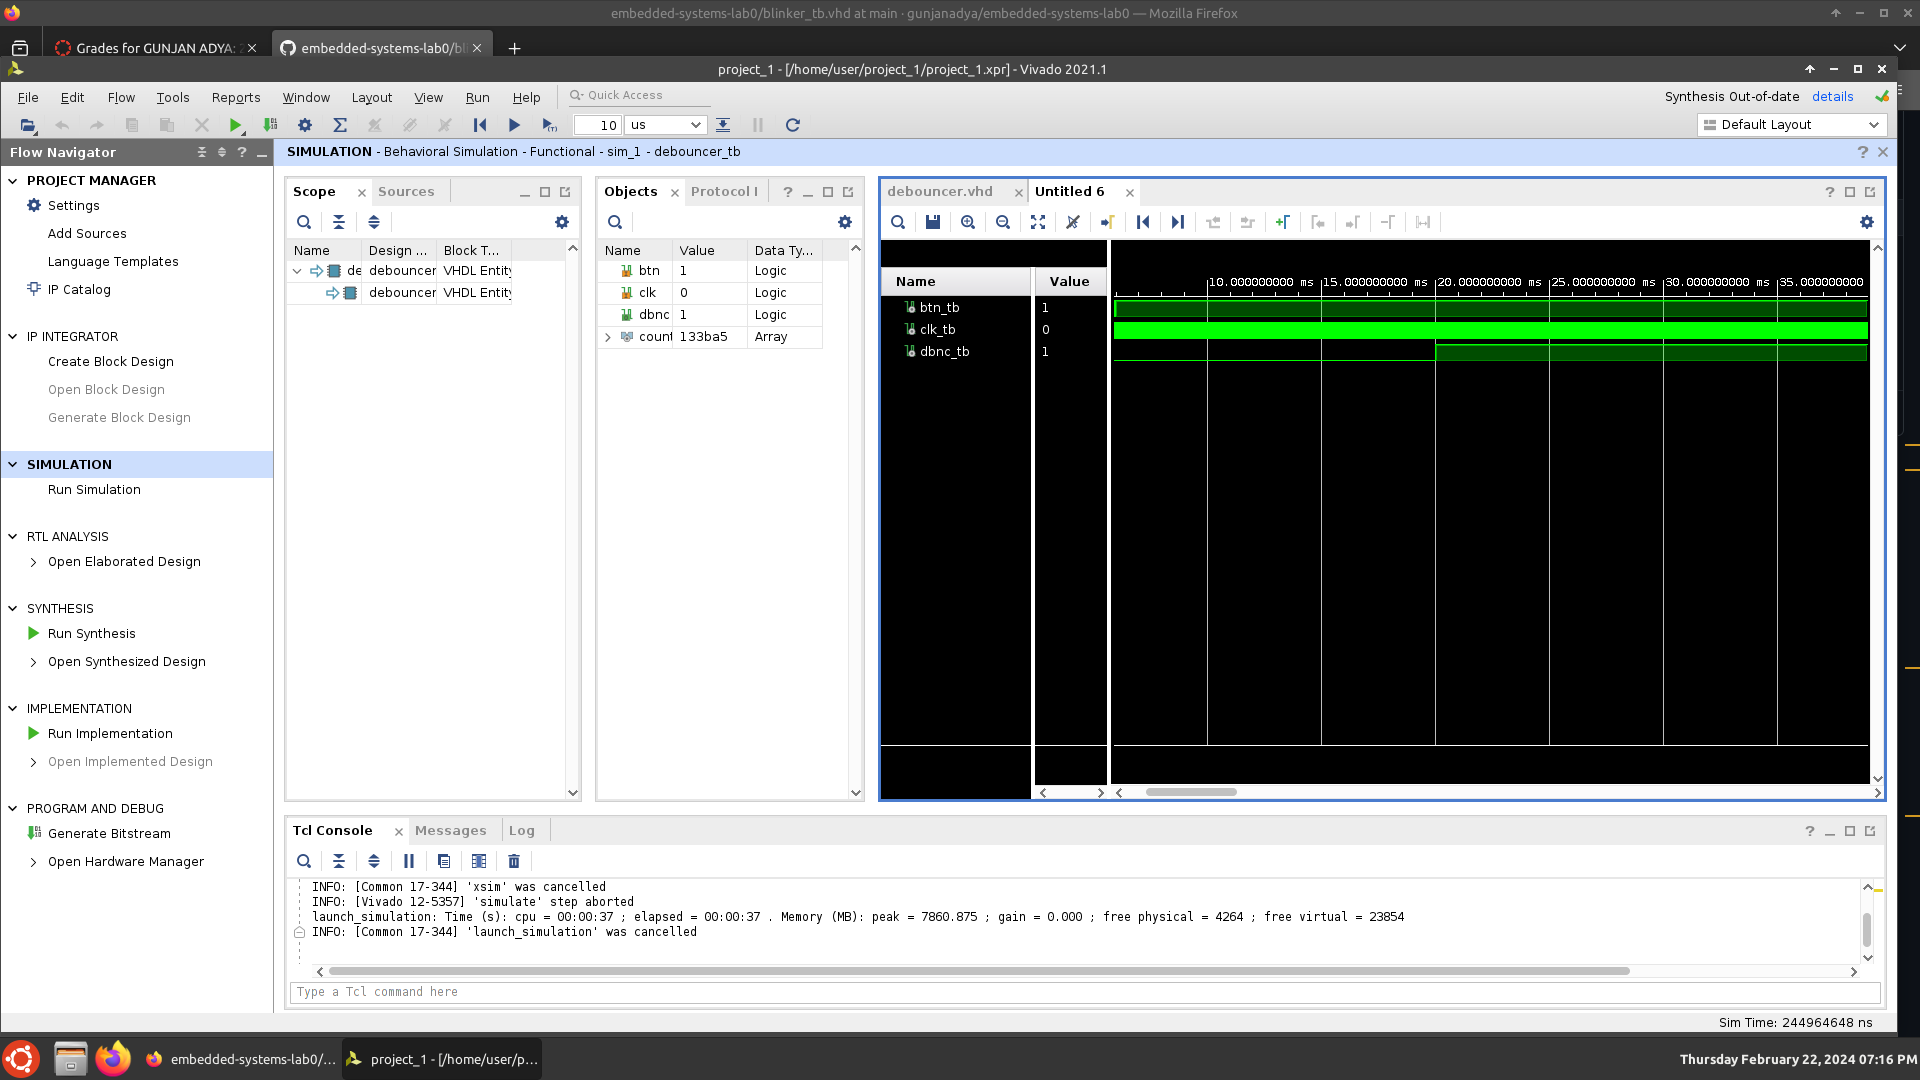 embedded-systems-lab0/blinker_tb.vhd at main · gunjanadya/embedded-systems-lab0 — Mozilla Firefox
Grades for GUNJAN ADYA:
embedded-systems-lab0/bl
project_1 - [/home/user/project_1/project_1.xpr] - Vivado 2021.1
File Edit Flow Tools Reports Window Layout View Run Help Quick Access
Synthesis Out-of-date details
10 us
Default Layout
Flow Navigator
SIMULATION - Behavioral Simulation - Functional - sim_1 - debouncer_tb
PROJECT MANAGER
Settings
Add Sources
Language Templates
IP Catalog
IP INTEGRATOR
Create Block Design
Open Block Design
Generate Block Design
SIMULATION
Run Simulation
RTL ANALYSIS
Open Elaborated Design
SYNTHESIS
Run Synthesis
Open Synthesized Design
IMPLEMENTATION
Run Implementation
Open Implemented Design
PROGRAM AND DEBUG
Generate Bitstream
Open Hardware Manager
Scope Sources
Name Design ... Block T...
de debouncer VHDL Entity
debouncer VHDL Entity
Objects Protocol I
Name Value Data Ty...
btn 1 Logic
clk 0 Logic
dbnc 1 Logic
count 133ba5 Array
debouncer.vhd Untitled 6
Name Value
10.000000000 ms 15.000000000 ms 20.000000000 ms 25.000000000 ms 30.000000000 ms 35.000000000
btn_tb 1
clk_tb 0
dbnc_tb 1
Tcl Console Messages Log
INFO: [Common 17-344] 'xsim' was cancelled
INFO: [Vivado 12-5357] 'simulate' step aborted
launch_simulation: Time (s): cpu = 00:00:37 ; elapsed = 00:00:37 . Memory (MB): peak = 7860.875 ; gain = 0.000 ; free physical = 4264 ; free virtual = 23854
INFO: [Common 17-344] 'launch_simulation' was cancelled
Type a Tcl command here
Sim Time: 244964648 ns
embedded-systems-lab0/...
project_1 - [/home/user/p...
Thursday February 22, 2024 07:16 PM